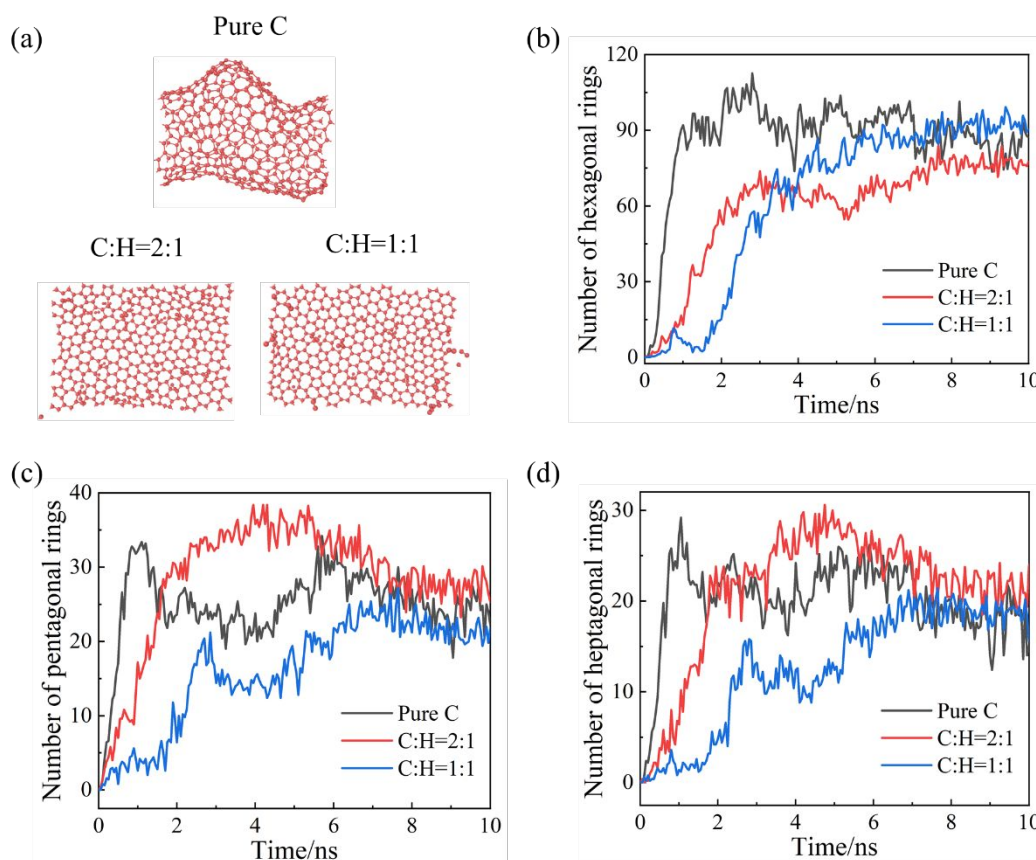 (a)
Pure C
C:H=2:1
C:H=1:1
(b)
Number of hexagonal rings
120
90
60
30
0
Pure C
C:H=2:1
C:H=1:1
0
2
4
6
8
10
Time/ns
(c)
Number of pentagonal rings
40
30
20
10
0
Pure C
C:H=2:1
C:H=1:1
0
2
4
6
8
10
Time/ns
(d)
Number of heptagonal rings
30
20
10
0
Pure C
C:H=2:1
C:H=1:1
0
2
4
6
8
10
Time/ns